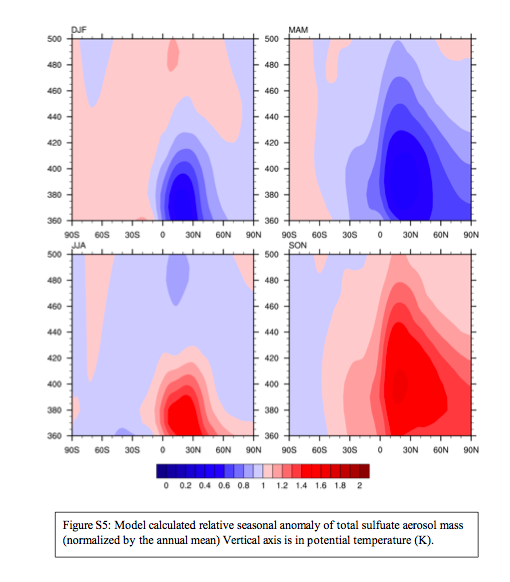 DJF
MAM
500
480
460
440
420
400
380
360
90S 60S 30S 0 30N 60N 90N
500
480
460
440
420
400
380
360
90S 60S 30S 0 30N 60N 90N
JJA
SON
500
480
460
440
420
400
380
360
90S 60S 30S 0 30N 60N 90N
500
480
460
440
420
400
380
360
90S 60S 30S 0 30N 60N 90N
0 0.2 0.4 0.6 0.8 1 1.2 1.4 1.6 1.8 2
Figure S5: Model calculated relative seasonal anomaly of total sulfuate aerosol mass
(normalized by the annual mean) Vertical axis is in potential temperature (K).